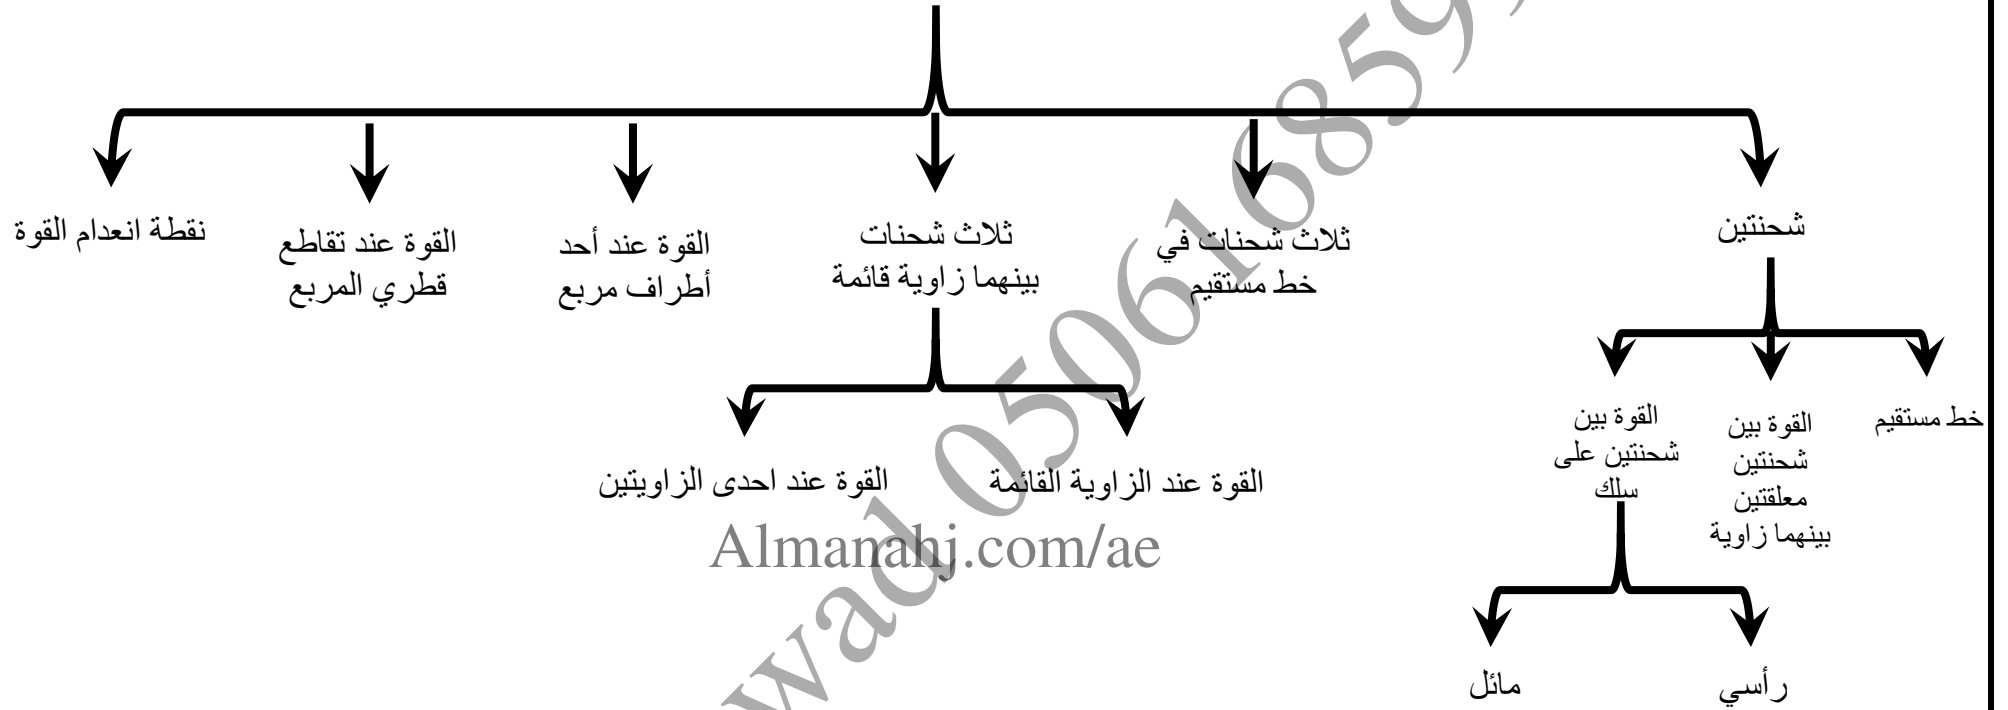 شحنتين
ثلاث شحنات في
خط مستقيم
ثلاث شحنات
بينهما زاوية قائمة
القوة عند أحد
أطراف مربع
القوة عند تقاطع
قطري المربع
نقطة انعدام القوة
خط مستقيم
القوة بين
شحنتين
معلقتين
بينهما زاوية
القوة بين
شحنتين على
سلك
القوة عند الزاوية القائمة
القوة عند احدى الزاويتين
رأسي
مائل
Almanahj.com/ae
wad 050616859